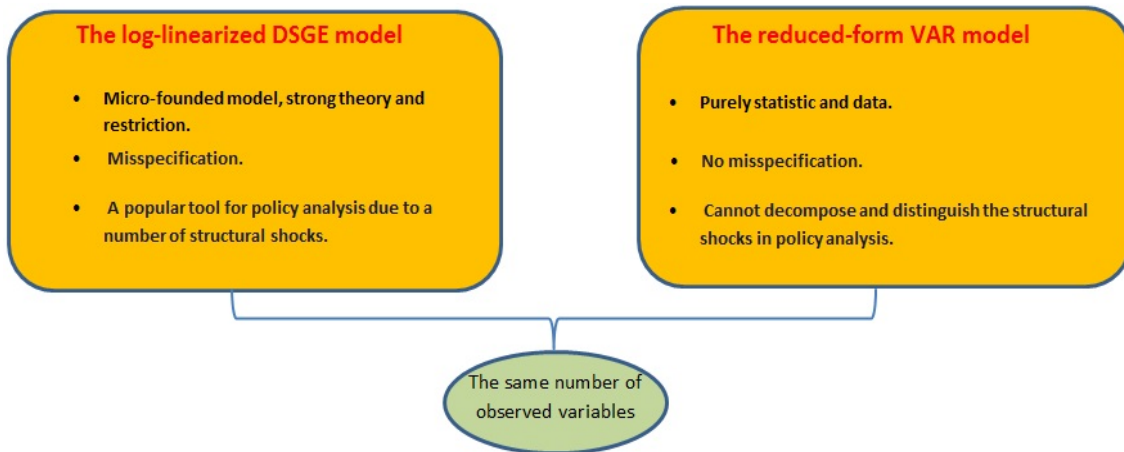 The log-linearized DSGE model
• Micro-founded model, strong theory and
restriction.
• Misspecification.
• A popular tool for policy analysis due to a
number of structural shocks.
The reduced-form VAR model
• Purely statistic and data.
• No misspecification.
• Cannot decompose and distinguish the structural
shocks in policy analysis.
The same number of
observed variables